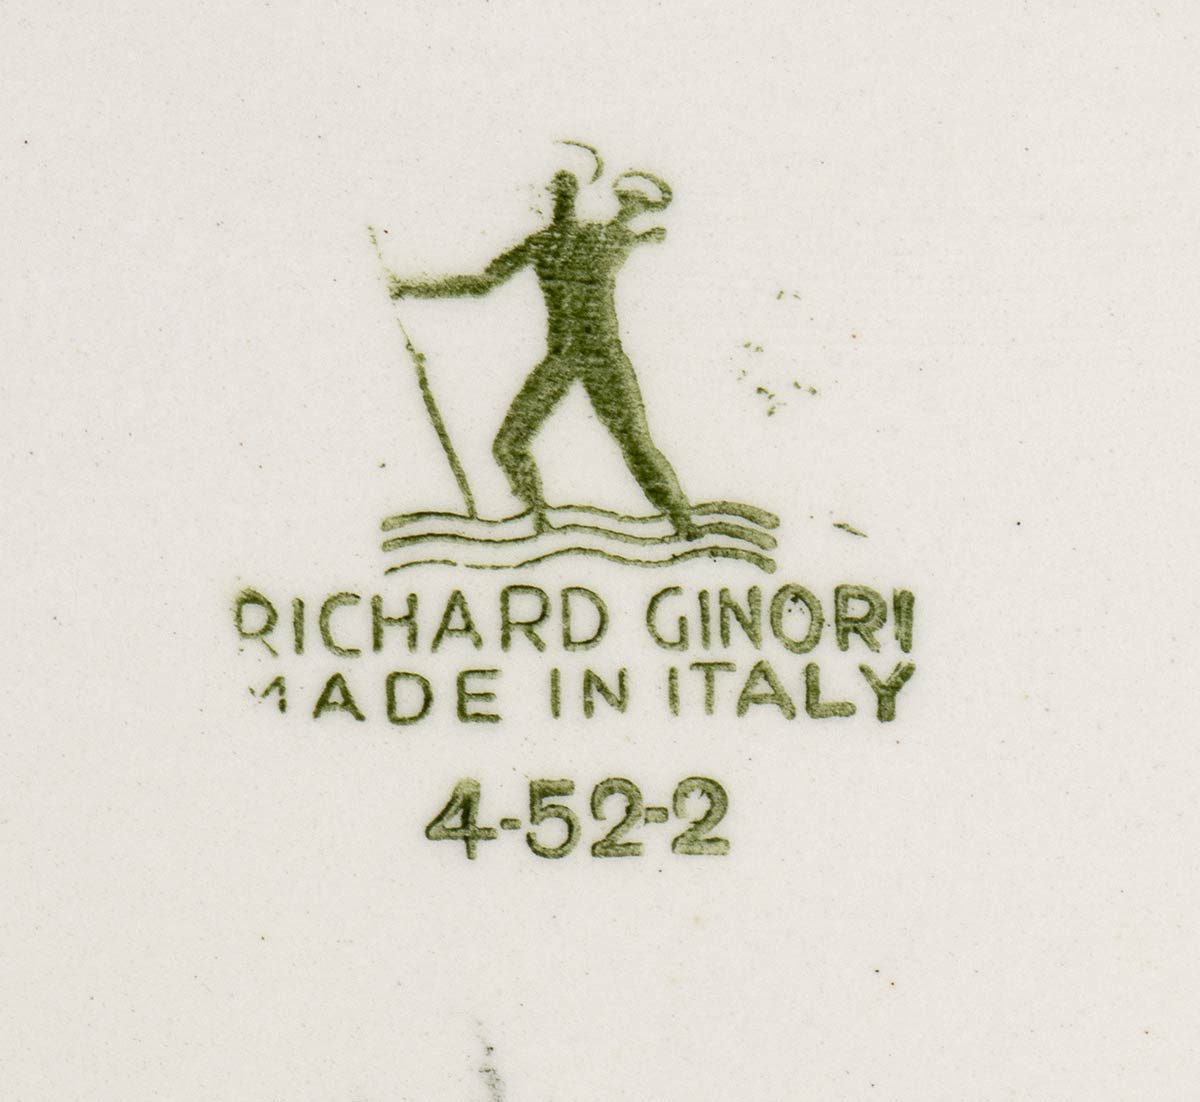 RICHARD GINORI
MADE IN ITALY
4-52-2